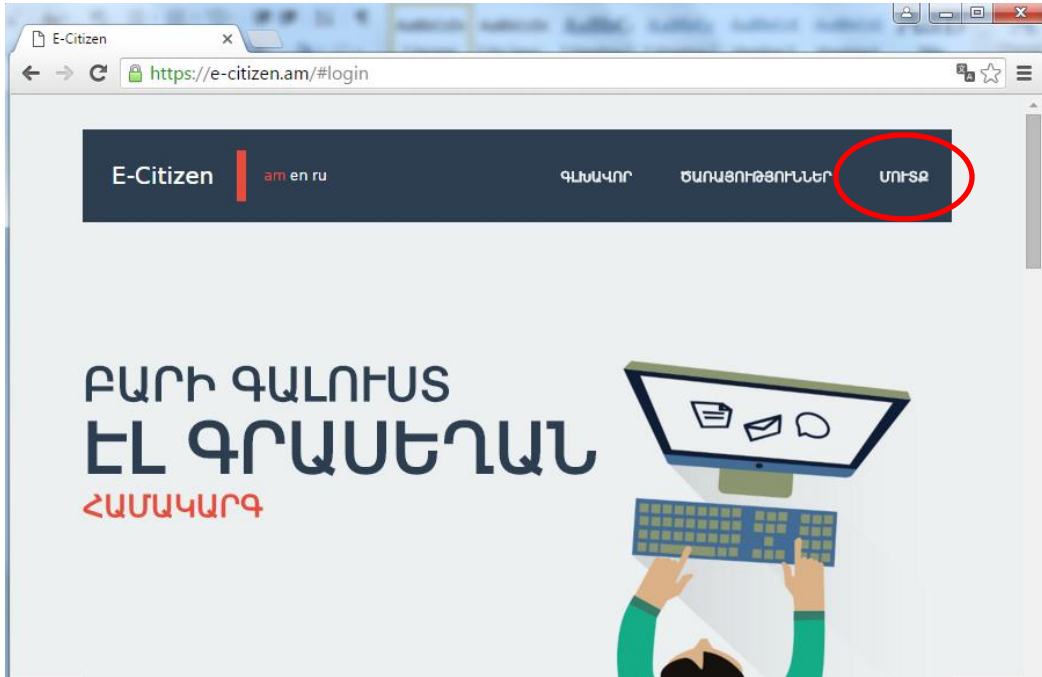 E-Citizen
https://e-citizen.am/#login
E-Citizen am en ru ԳԼԽԱՎՈՐ ԾԱՌԱՅՈՒԹՅՈՒՆՆԵՐ ՄՈՒՏՔ
ԲԱՐԻ ԳԱԼՈՒՍՏ
ԷԼ ԳՐԱՍԵՂԱՆ
ՀԱՄԱԿԱՐԳ